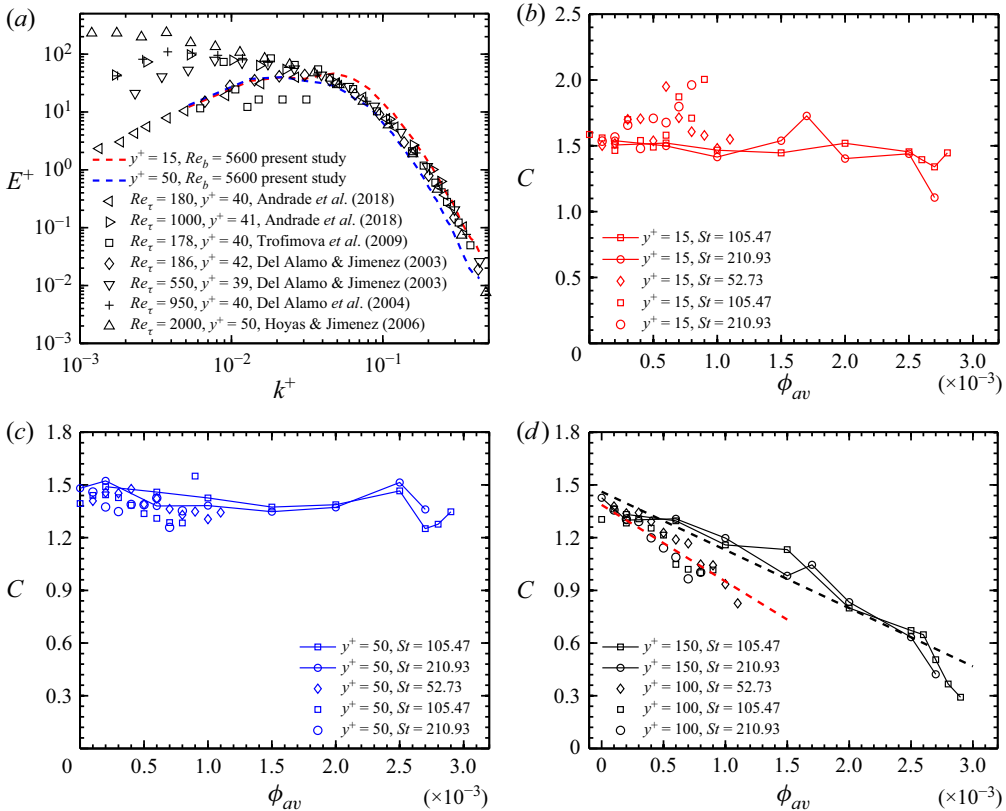 (a)
10³
10²
10¹
10⁰
10⁻¹
10⁻²
10⁻³
E⁺
y⁺ = 15, Re_b = 5600 present study
y⁺ = 50, Re_b = 5600 present study
Re_τ = 180, y⁺ = 40, Andrade et al. (2018)
Re_τ = 1000, y⁺ = 41, Andrade et al. (2018)
Re_τ = 178, y⁺ = 40, Trofimova et al. (2009)
Re_τ = 186, y⁺ = 42, Del Alamo & Jimenez (2003)
Re_τ = 550, y⁺ = 39, Del Alamo & Jimenez (2003)
Re_τ = 950, y⁺ = 40, Del Alamo et al. (2004)
Re_τ = 2000, y⁺ = 50, Hoyas & Jimenez (2006)
10⁻³ 10⁻² 10⁻¹
k⁺
(b)
2.5
2.0
1.5
1.0
0.5
0
C
y⁺ = 15, St = 105.47
y⁺ = 15, St = 210.93
y⁺ = 15, St = 52.73
y⁺ = 15, St = 105.47
y⁺ = 15, St = 210.93
0.5 1.0 1.5 2.0 2.5 3.0
ϕ_av
(×10⁻³)
(c)
1.8
1.5
1.2
0.9
0.6
0.3
C
y⁺ = 50, St = 105.47
y⁺ = 50, St = 210.93
y⁺ = 50, St = 52.73
y⁺ = 50, St = 105.47
y⁺ = 50, St = 210.93
0 0.5 1.0 1.5 2.0 2.5 3.0
ϕ_av
(×10⁻³)
(d)
1.8
1.5
1.2
0.9
0.6
0.3
0
C
y⁺ = 150, St = 105.47
y⁺ = 150, St = 210.93
y⁺ = 100, St = 52.73
y⁺ = 100, St = 105.47
y⁺ = 100, St = 210.93
0 0.5 1.0 1.5 2.0 2.5 3.0
ϕ_av
(×10⁻³)